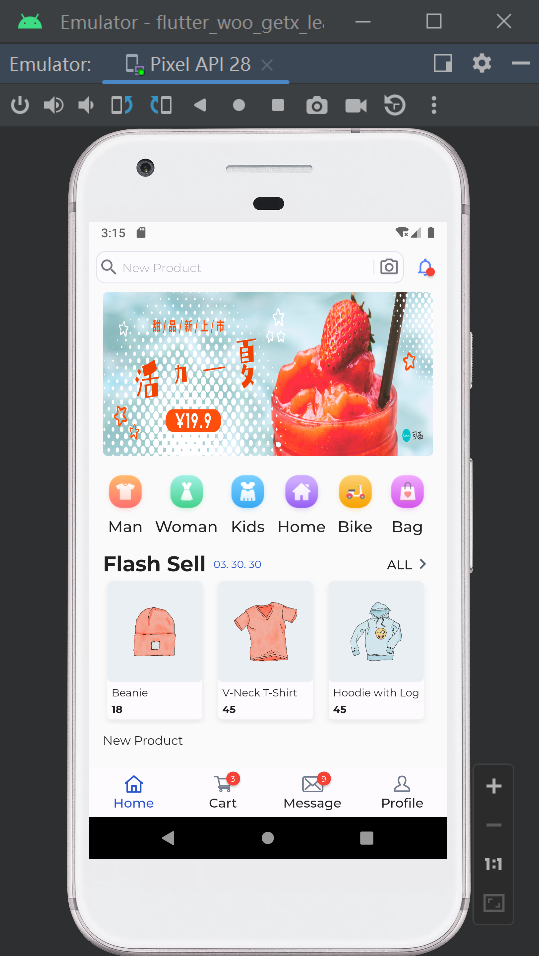 Emulator - flutter_woo_getx_lea
Emulator:
Pixel API 28
3:15
New Product
甜/品/新/上/市
活力一夏
¥19.9
Man
Woman
Kids
Home
Bike
Bag
Flash Sell
03. 30. 30
ALL
Beanie
18
V-Neck T-Shirt
45
Hoodie with Log
45
New Product
Home
3
Cart
9
Message
Profile
1:1